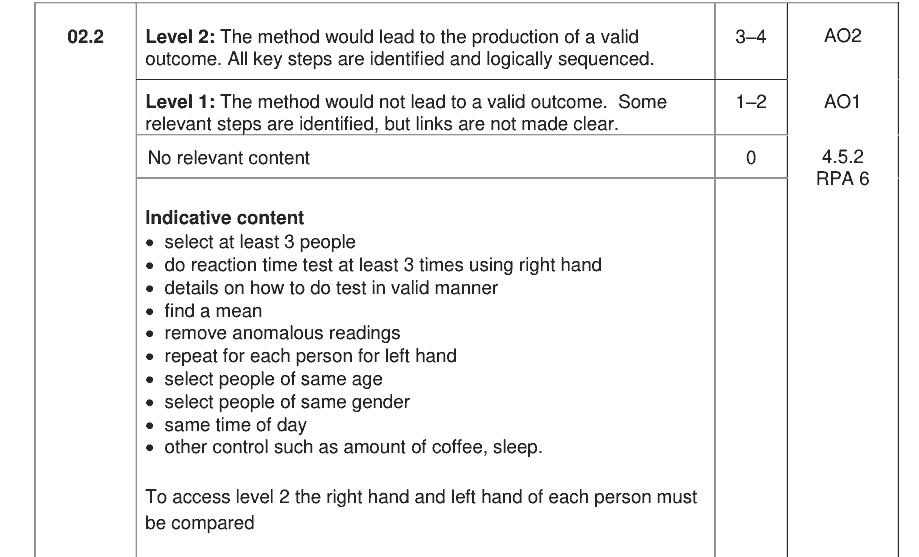 02.2 Level 2: The method would lead to the production of a valid 3–4 AO2
outcome. All key steps are identified and logically sequenced.
Level 1: The method would not lead to a valid outcome.  Some 1–2 AO1
relevant steps are identified, but links are not made clear.
No relevant content 0 4.5.2
RPA 6
Indicative content
• select at least 3 people
• do reaction time test at least 3 times using right hand
• details on how to do test in valid manner
• find a mean
• remove anomalous readings
• repeat for each person for left hand
• select people of same age
• select people of same gender
• same time of day
• other control such as amount of coffee, sleep.
To access level 2 the right hand and left hand of each person must
be compared